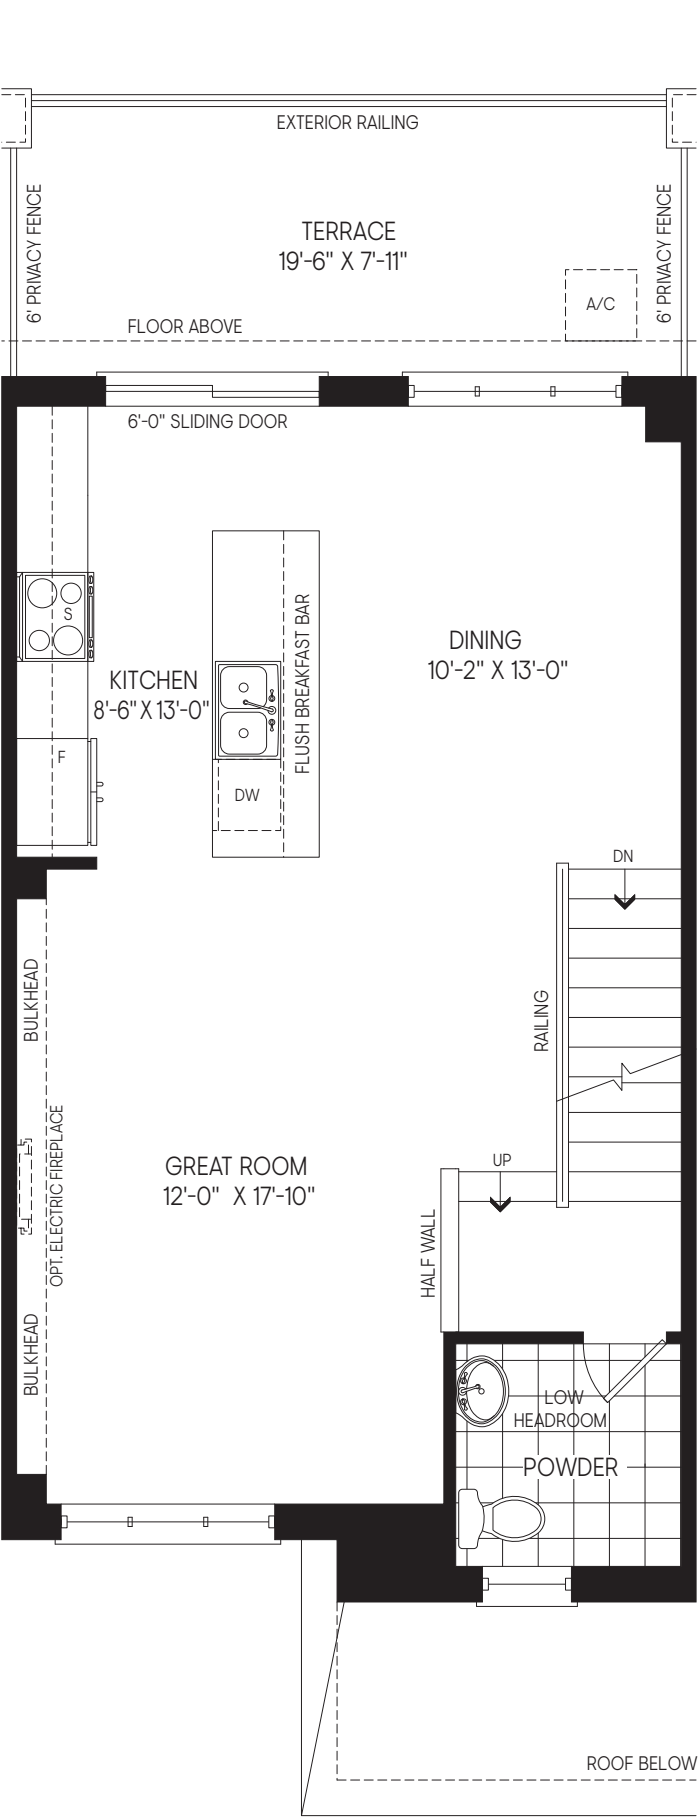 EXTERIOR RAILING
6' PRIVACY FENCE
6' PRIVACY FENCE
TERRACE
19'-6" X 7'-11"
A/C
FLOOR ABOVE
6'-0" SLIDING DOOR
S
FLUSH BREAKFAST BAR
DINING
10'-2" X 13'-0"
KITCHEN
8'-6" X 13'-0"
F
DW
DN
BULKHEAD
RAILING
OPT. ELECTRIC FIREPLACE
GREAT ROOM
12'-0" X 17'-10"
UP
HALF WALL
BULKHEAD
LOW
HEADROOM
POWDER
ROOF BELOW